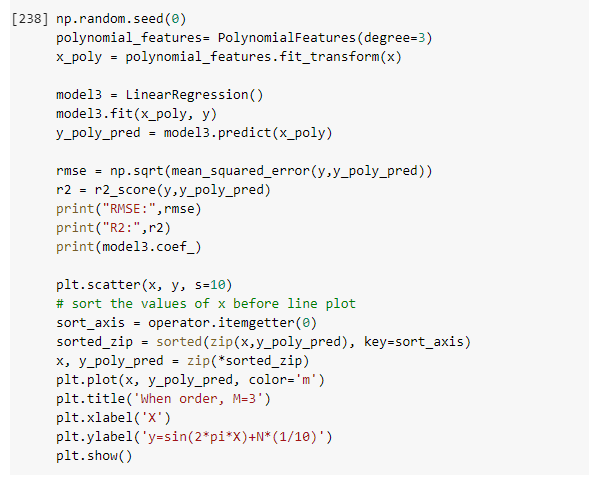 [238] np.random.seed(0)
polynomial_features= PolynomialFeatures(degree=3)
x_poly = polynomial_features.fit_transform(x)
model3 = LinearRegression()
model3.fit(x_poly, y)
y_poly_pred = model3.predict(x_poly)
rmse = np.sqrt(mean_squared_error(y,y_poly_pred))
r2 = r2_score(y,y_poly_pred)
print("RMSE:",rmse)
print("R2:",r2)
print(model3.coef_)
plt.scatter(x, y, s=10)
# sort the values of x before line plot
sort_axis = operator.itemgetter(0)
sorted_zip = sorted(zip(x,y_poly_pred), key=sort_axis)
x, y_poly_pred = zip(*sorted_zip)
plt.plot(x, y_poly_pred, color='m')
plt.title('When order, M=3')
plt.xlabel('X')
plt.ylabel('y=sin(2*pi*X)+N*(1/10)')
plt.show()